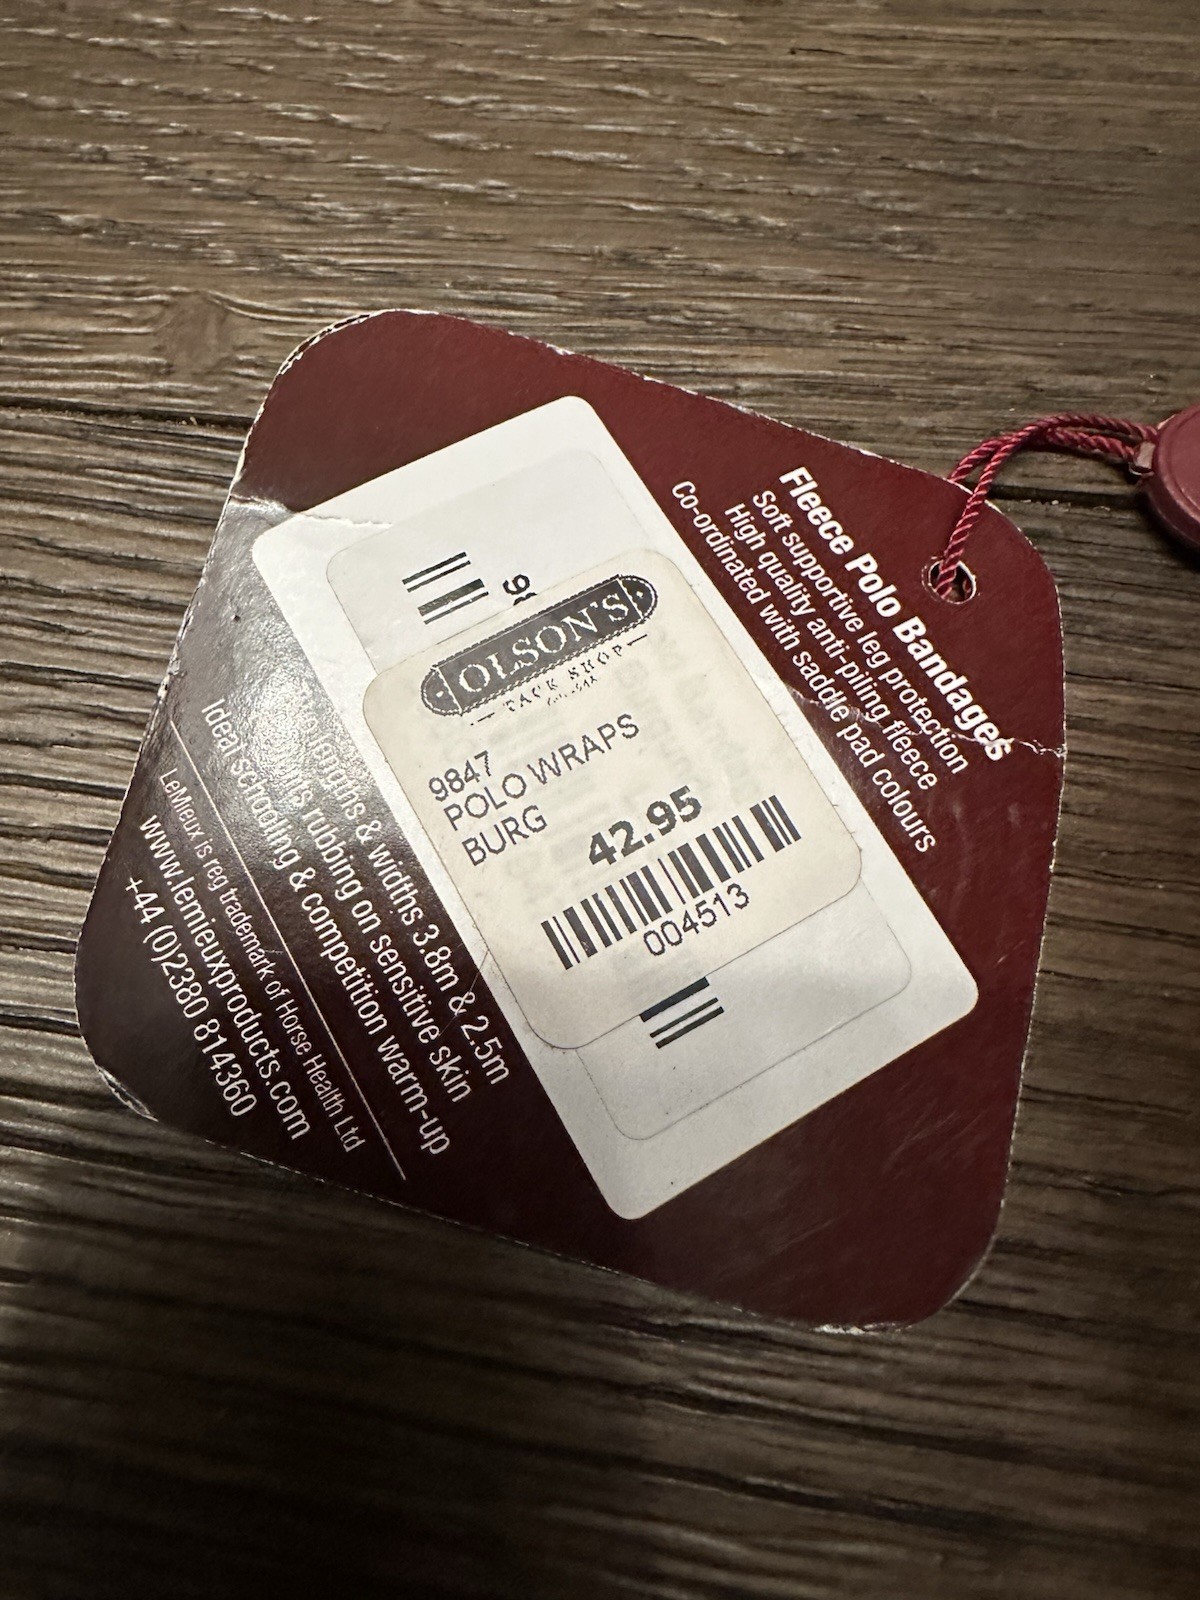 Fleece Polo Bandages
Soft supportive leg protection
High quality anti-piling fleece
Co-ordinated with saddle pad colours
OLSON'S
TACK SHOP
9847
POLO WRAPS
BURG
42.95
004513
lengths & widths 3.8m & 2.5m
rubbing on sensitive skin
Ideal schooling & competition warm-up
LeMieux is reg trademark of Horse Health Ltd
www.lemieuxproducts.com
+44 (0)2380 814360